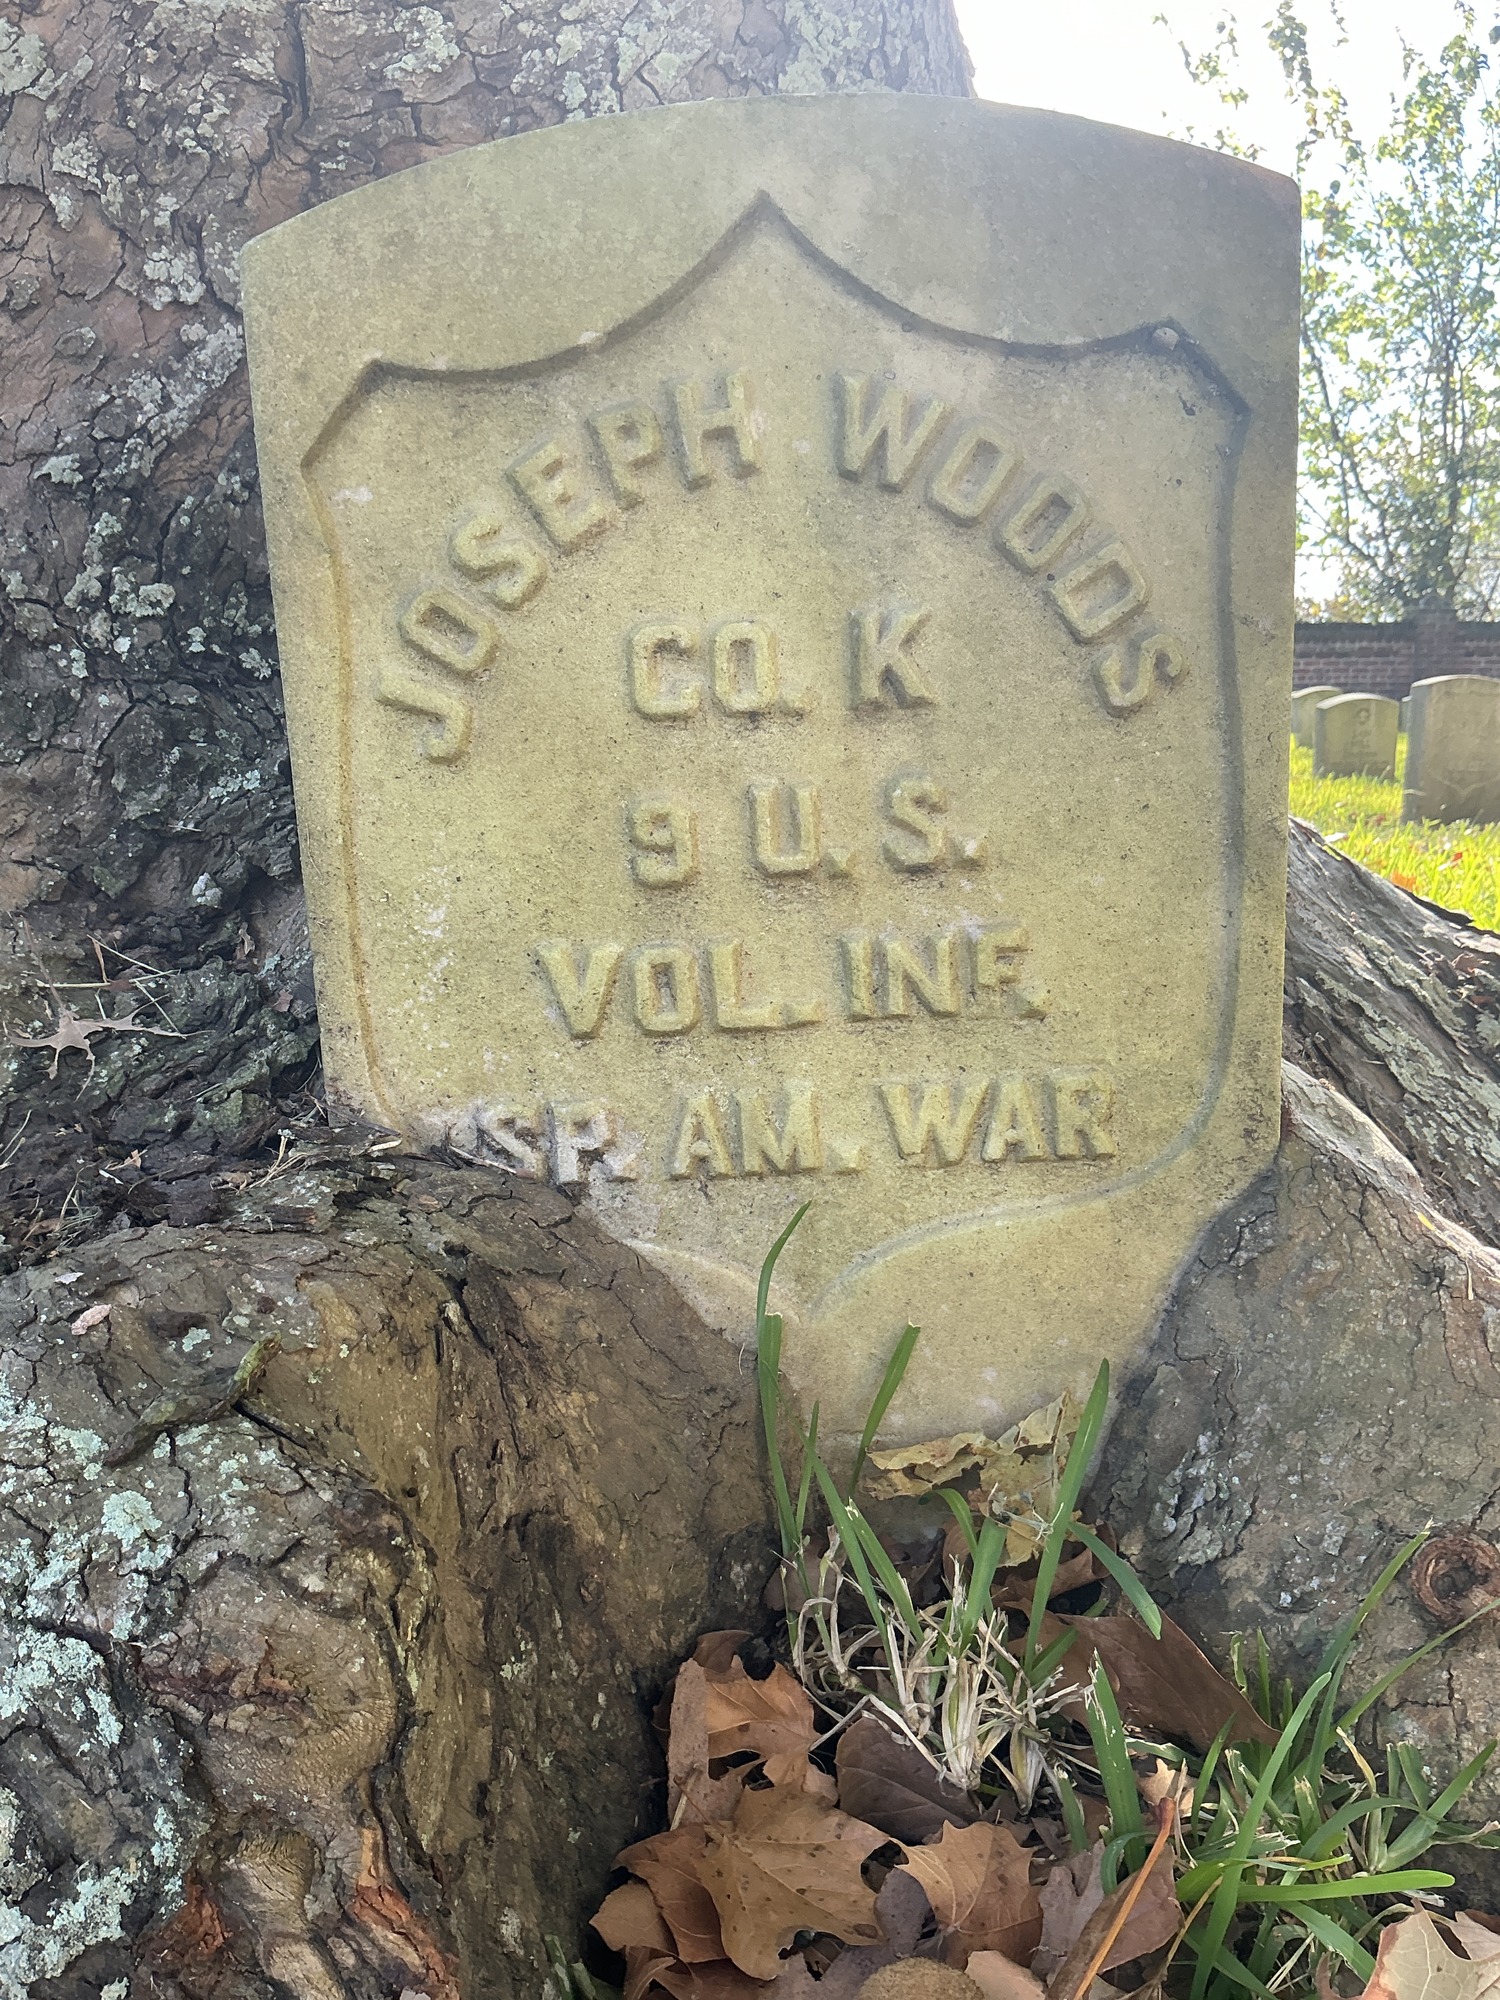 JOSEPH WOODS
CO. K
9 U.S.
VOL. INF.
SP. AM. WAR